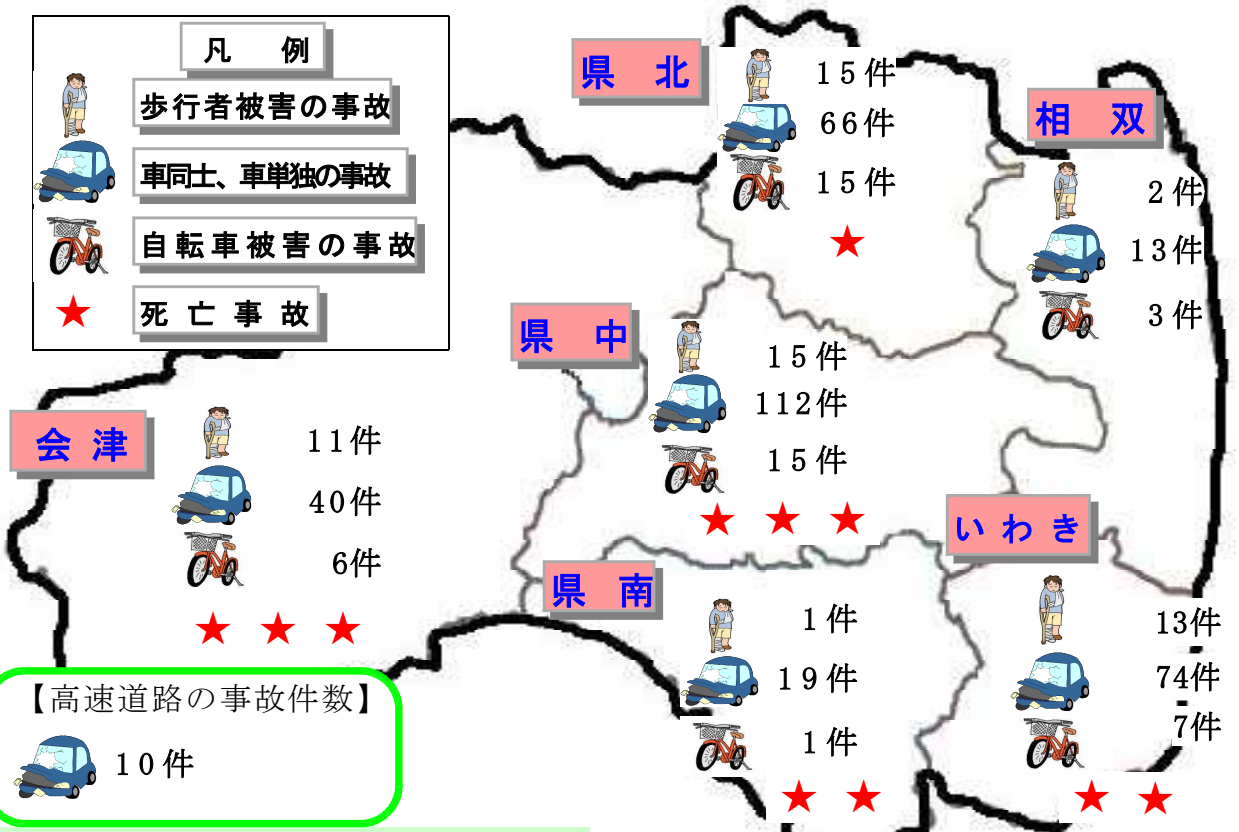 凡 例
歩行者被害の事故
車同士、車単独の事故
自転車被害の事故
死亡事故
県北
15件
66件
15件
相双
2件
13件
3件
県中
15件
112件
15件
会津
11件
40件
6件
いわき
13件
74件
7件
県南
1件
19件
1件
【高速道路の事故件数】
10件